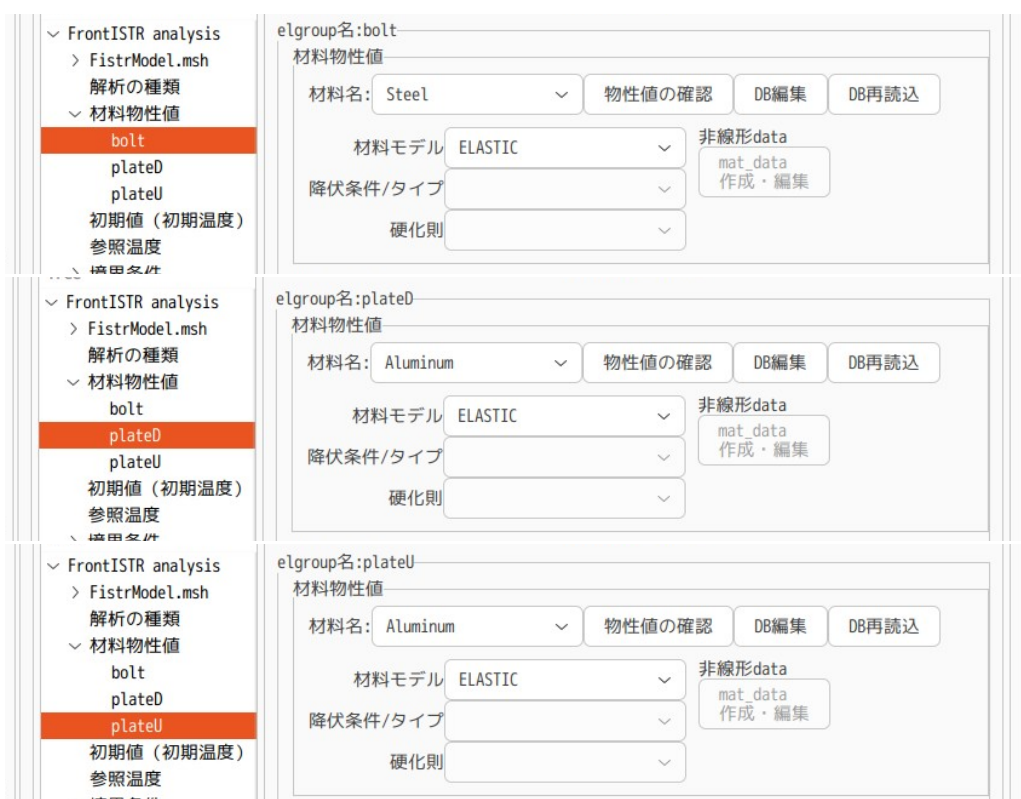 FrontISTR analysis
FistrModel.msh
解析の種類
材料物性値
bolt
plateD
plateU
初期値（初期温度）
参照温度
境界条件
elgroup名:bolt
材料物性値
材料名: Steel 物性値の確認 DB編集 DB再読込
材料モデル ELASTIC
降伏条件/タイプ
硬化則
非線形data
mat_data
作成・編集
FrontISTR analysis
FistrModel.msh
解析の種類
材料物性値
bolt
plateD
plateU
初期値（初期温度）
参照温度
境界条件
elgroup名:plateD
材料物性値
材料名: Aluminum 物性値の確認 DB編集 DB再読込
材料モデル ELASTIC
降伏条件/タイプ
硬化則
非線形data
mat_data
作成・編集
FrontISTR analysis
FistrModel.msh
解析の種類
材料物性値
bolt
plateD
plateU
初期値（初期温度）
参照温度
elgroup名:plateU
材料物性値
材料名: Aluminum 物性値の確認 DB編集 DB再読込
材料モデル ELASTIC
降伏条件/タイプ
硬化則
非線形data
mat_data
作成・編集